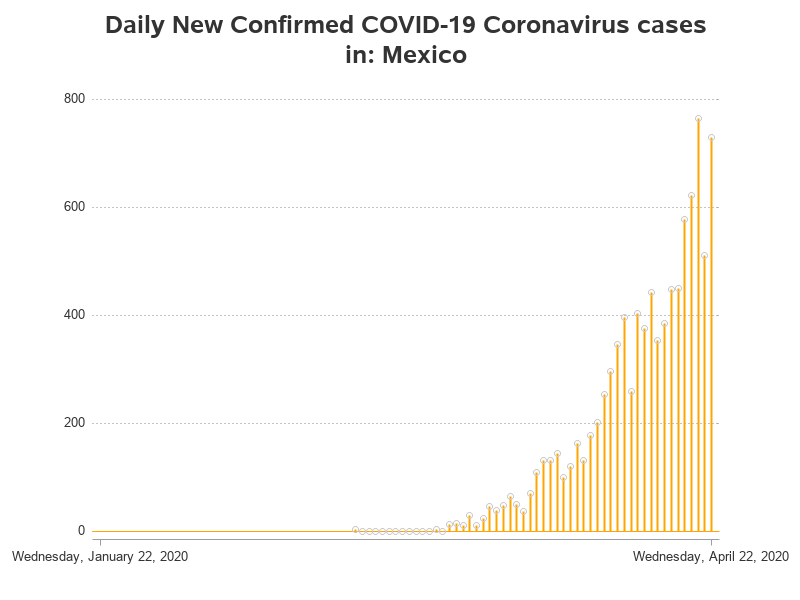 Daily New Confirmed COVID-19 Coronavirus cases
in: Mexico
800
600
400
200
0
Wednesday, January 22, 2020
Wednesday, April 22, 2020